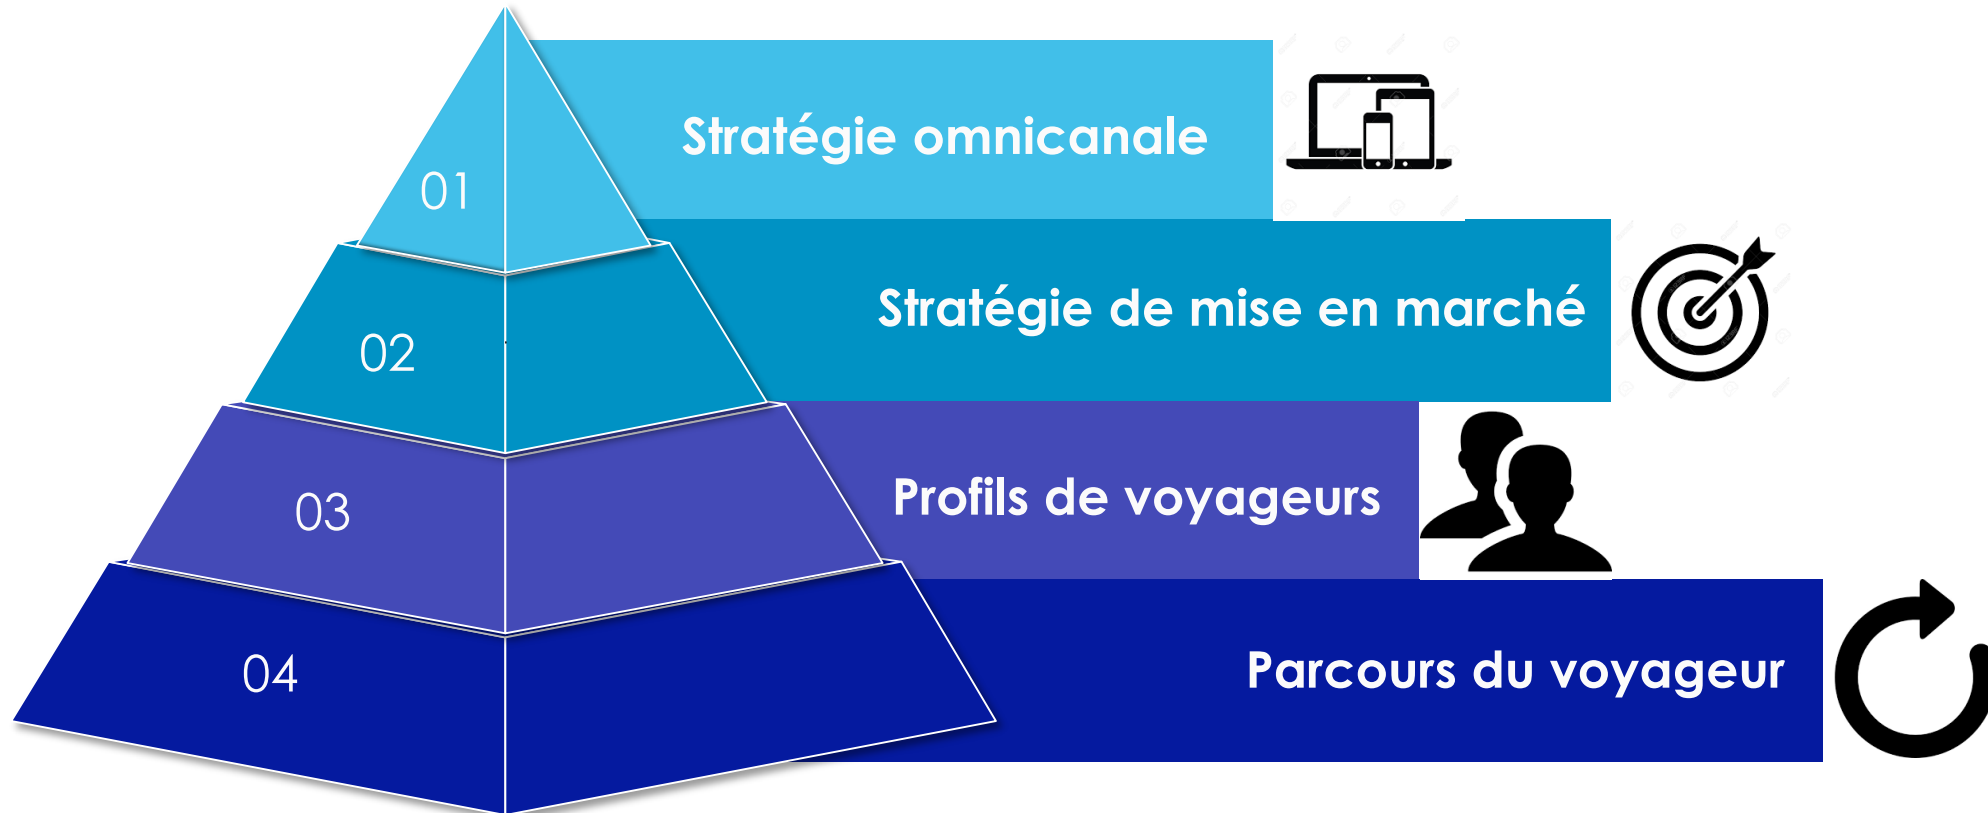 01
Stratégie omnicanale
02
Stratégie de mise en marché
03
Profils de voyageurs
04
Parcours du voyageur